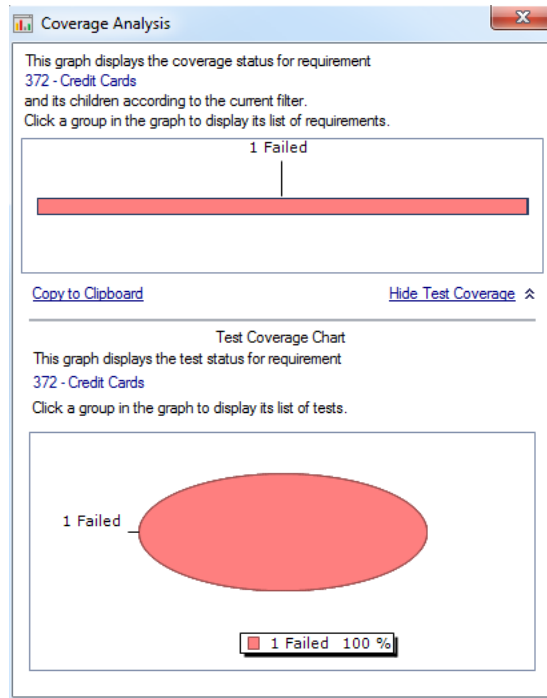 Coverage Analysis
This graph displays the coverage status for requirement
372 - Credit Cards
and its children according to the current filter.
Click a group in the graph to display its list of requirements.
1 Failed
Copy to Clipboard
Hide Test Coverage
Test Coverage Chart
This graph displays the test status for requirement
372 - Credit Cards
Click a group in the graph to display its list of tests.
1 Failed
1 Failed 100 %